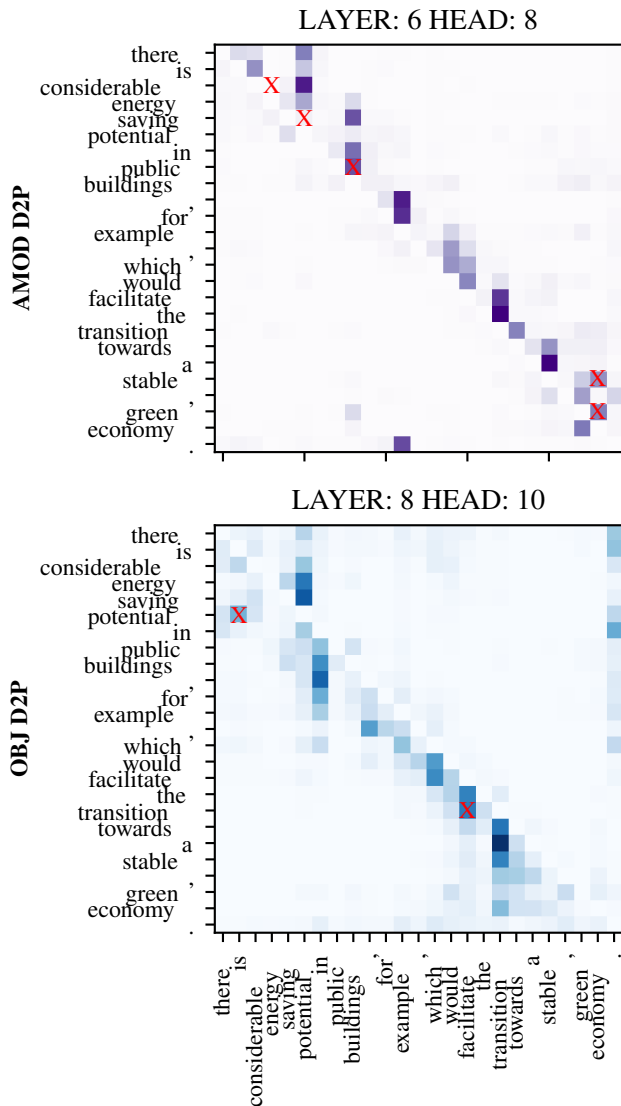 LAYER: 6 HEAD: 8
AMOD D2P
there
is
considerable X
energy
saving X
potential
in
public X
buildings
,
for
example
,
which
would
facilitate
the
transition
towards
a
stable X
,
green X
economy
.
LAYER: 8 HEAD: 10
OBJ D2P
there
is
considerable
energy
saving
potential X
in
public
buildings
,
for
example
,
which
would
facilitate
the
transition X
towards
a
stable
,
green
economy
.
there
is
considerable
energy
saving
potential
in
public
buildings
,
for
example
,
which
would
facilitate
the
transition
towards
a
stable
,
green
economy
.